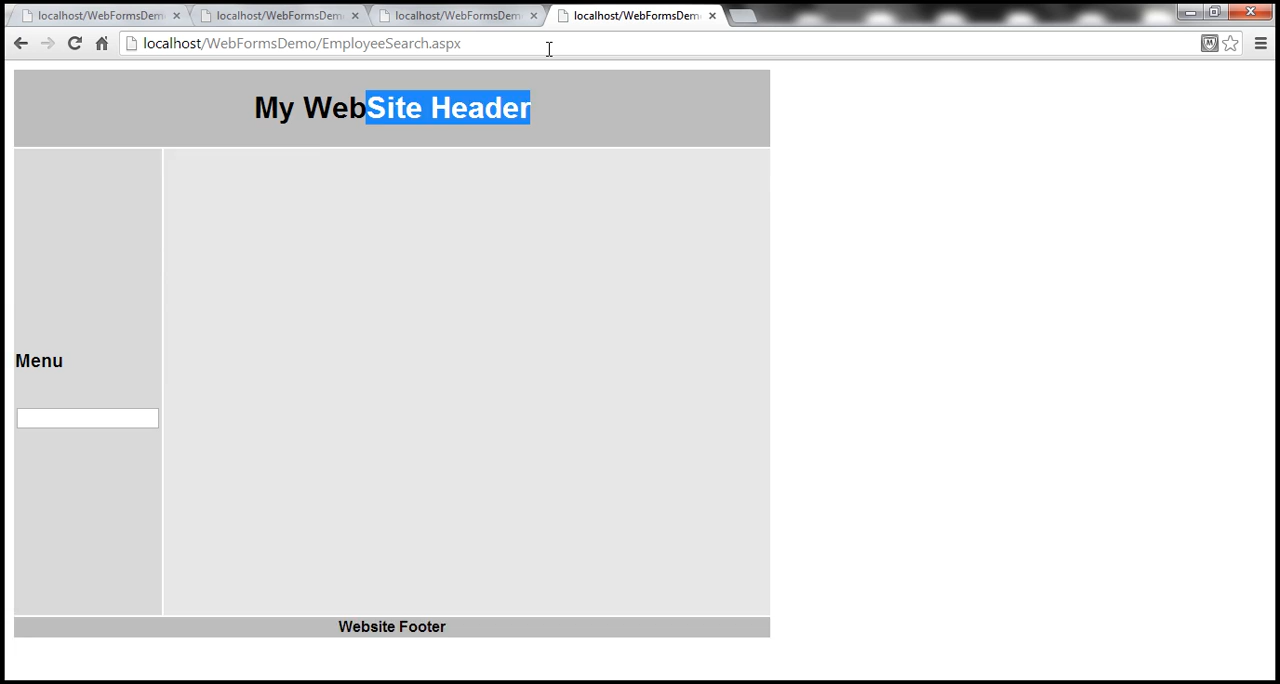 localhost/WebFormsDem
localhost/WebFormsDem
localhost/WebFormsDem
localhost/WebFormsDem
localhost/WebFormsDemo/EmployeeSearch.aspx
My WebSite Header
Menu
Website Footer